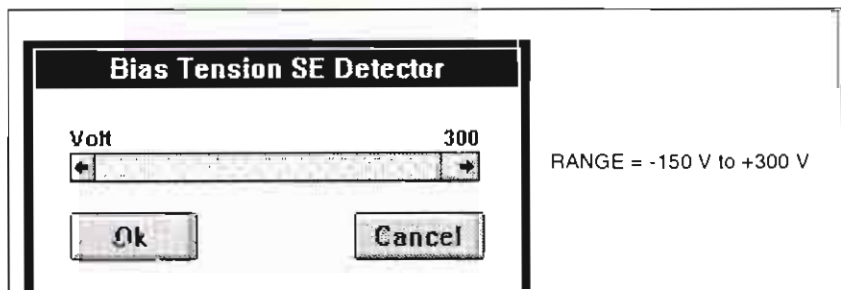 Bias Tension SE Detector
Volt 300
RANGE = -150 V to +300 V
Ok Cancel